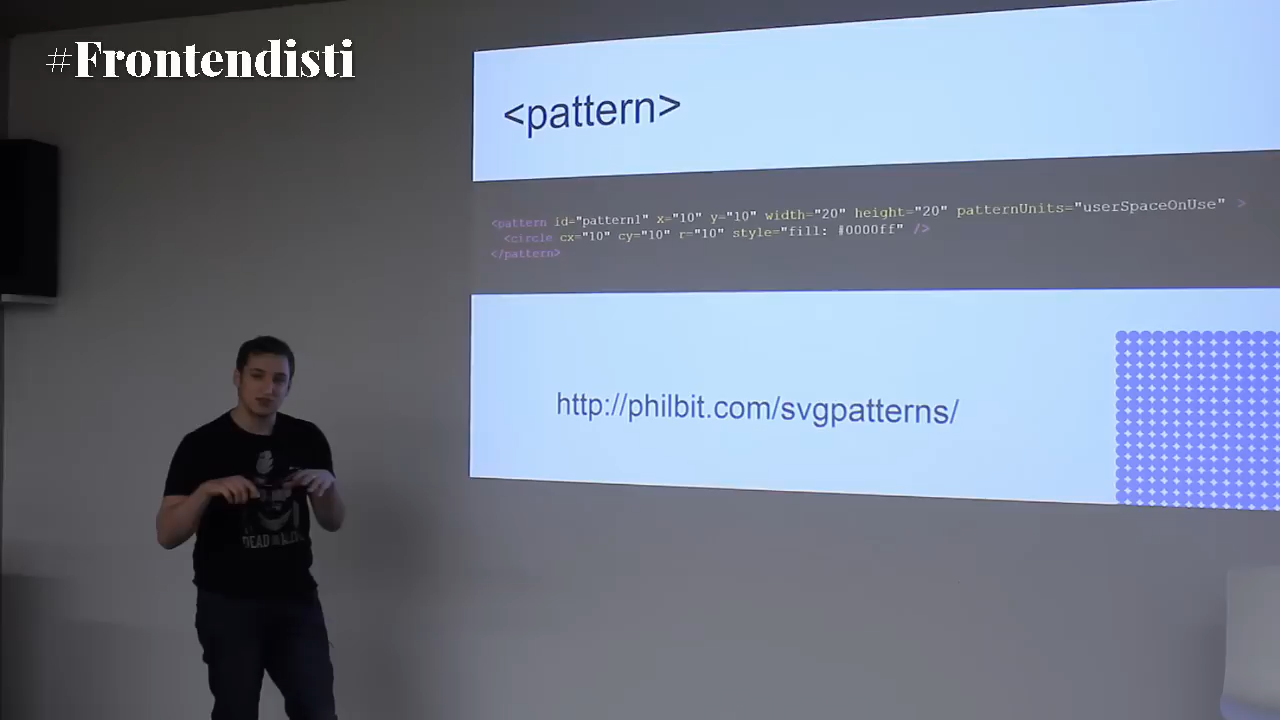 #Frontendisti
<pattern>
<pattern id="pattern1" x="10" y="10" width="20" height="20" patternUnits="userSpaceOnUse" >
<circle cx="10" cy="10" r="10" style="fill: #0000ff" />
</pattern>
http://philbit.com/svgpatterns/
DEAD